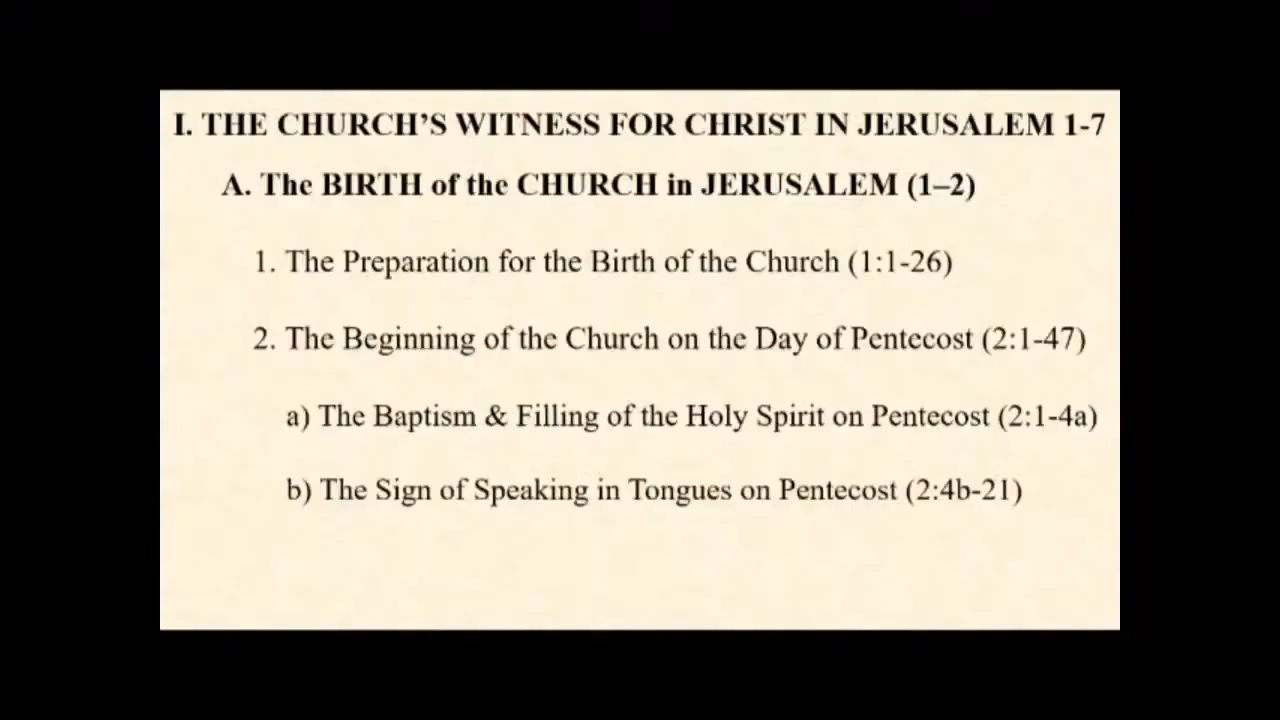 I. THE CHURCH’S WITNESS FOR CHRIST IN JERUSALEM 1-7
A. The BIRTH of the CHURCH in JERUSALEM (1–2)
1. The Preparation for the Birth of the Church (1:1-26)
2. The Beginning of the Church on the Day of Pentecost (2:1-47)
a) The Baptism & Filling of the Holy Spirit on Pentecost (2:1-4a)
b) The Sign of Speaking in Tongues on Pentecost (2:4b-21)